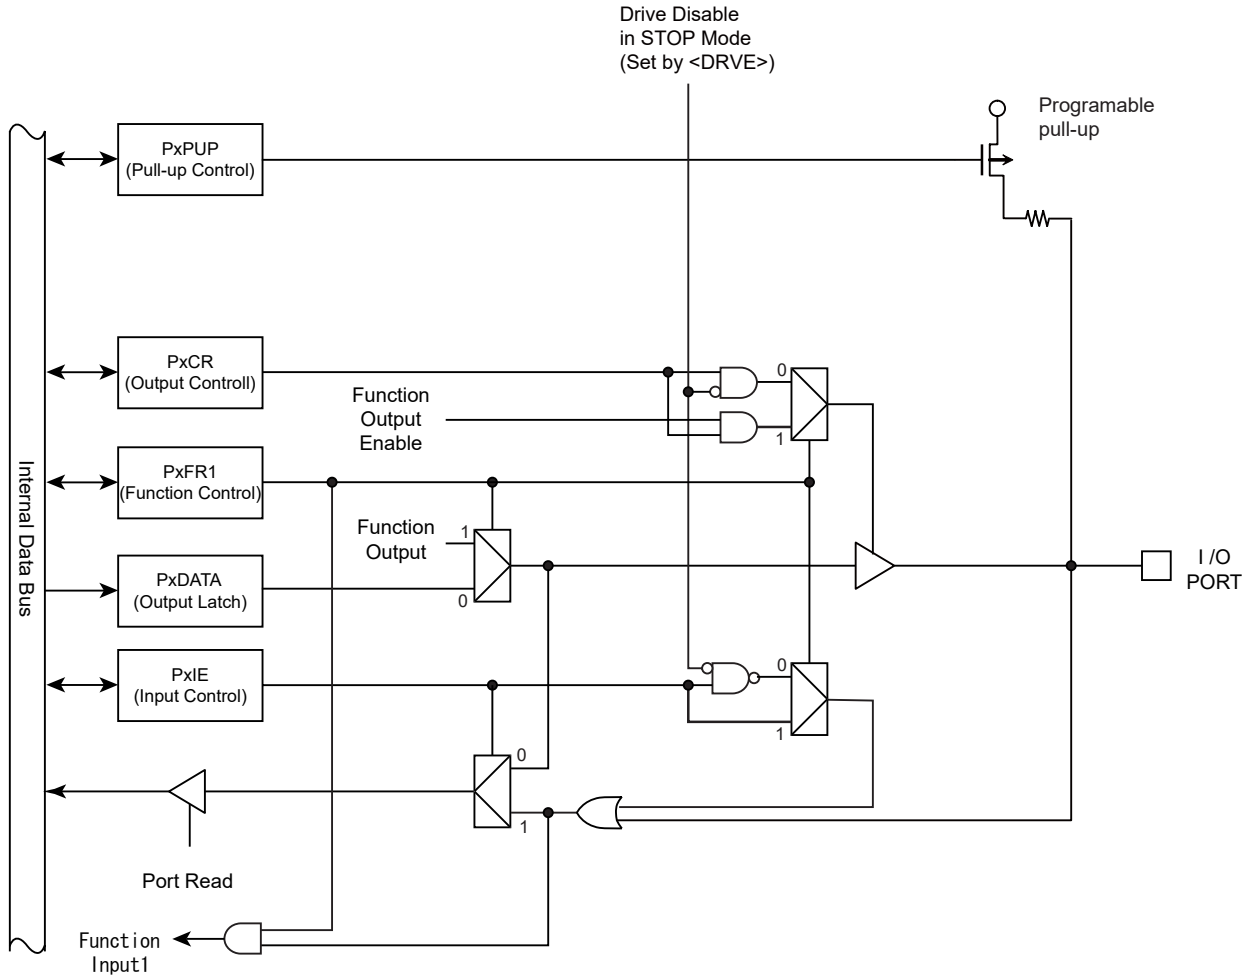 Drive Disable
in STOP Mode
(Set by <DRVE>)
Programable
pull-up
PxPUP
(Pull-up Control)
PxCR
(Output Controll)
0
Function
Output
Enable
1
Internal Data Bus
PxFR1
(Function Control)
Function
Output
1
I /O
PORT
PxDATA
(Output Latch)
0
PxIE
(Input Control)
0
1
0
1
Port Read
Function
Input1